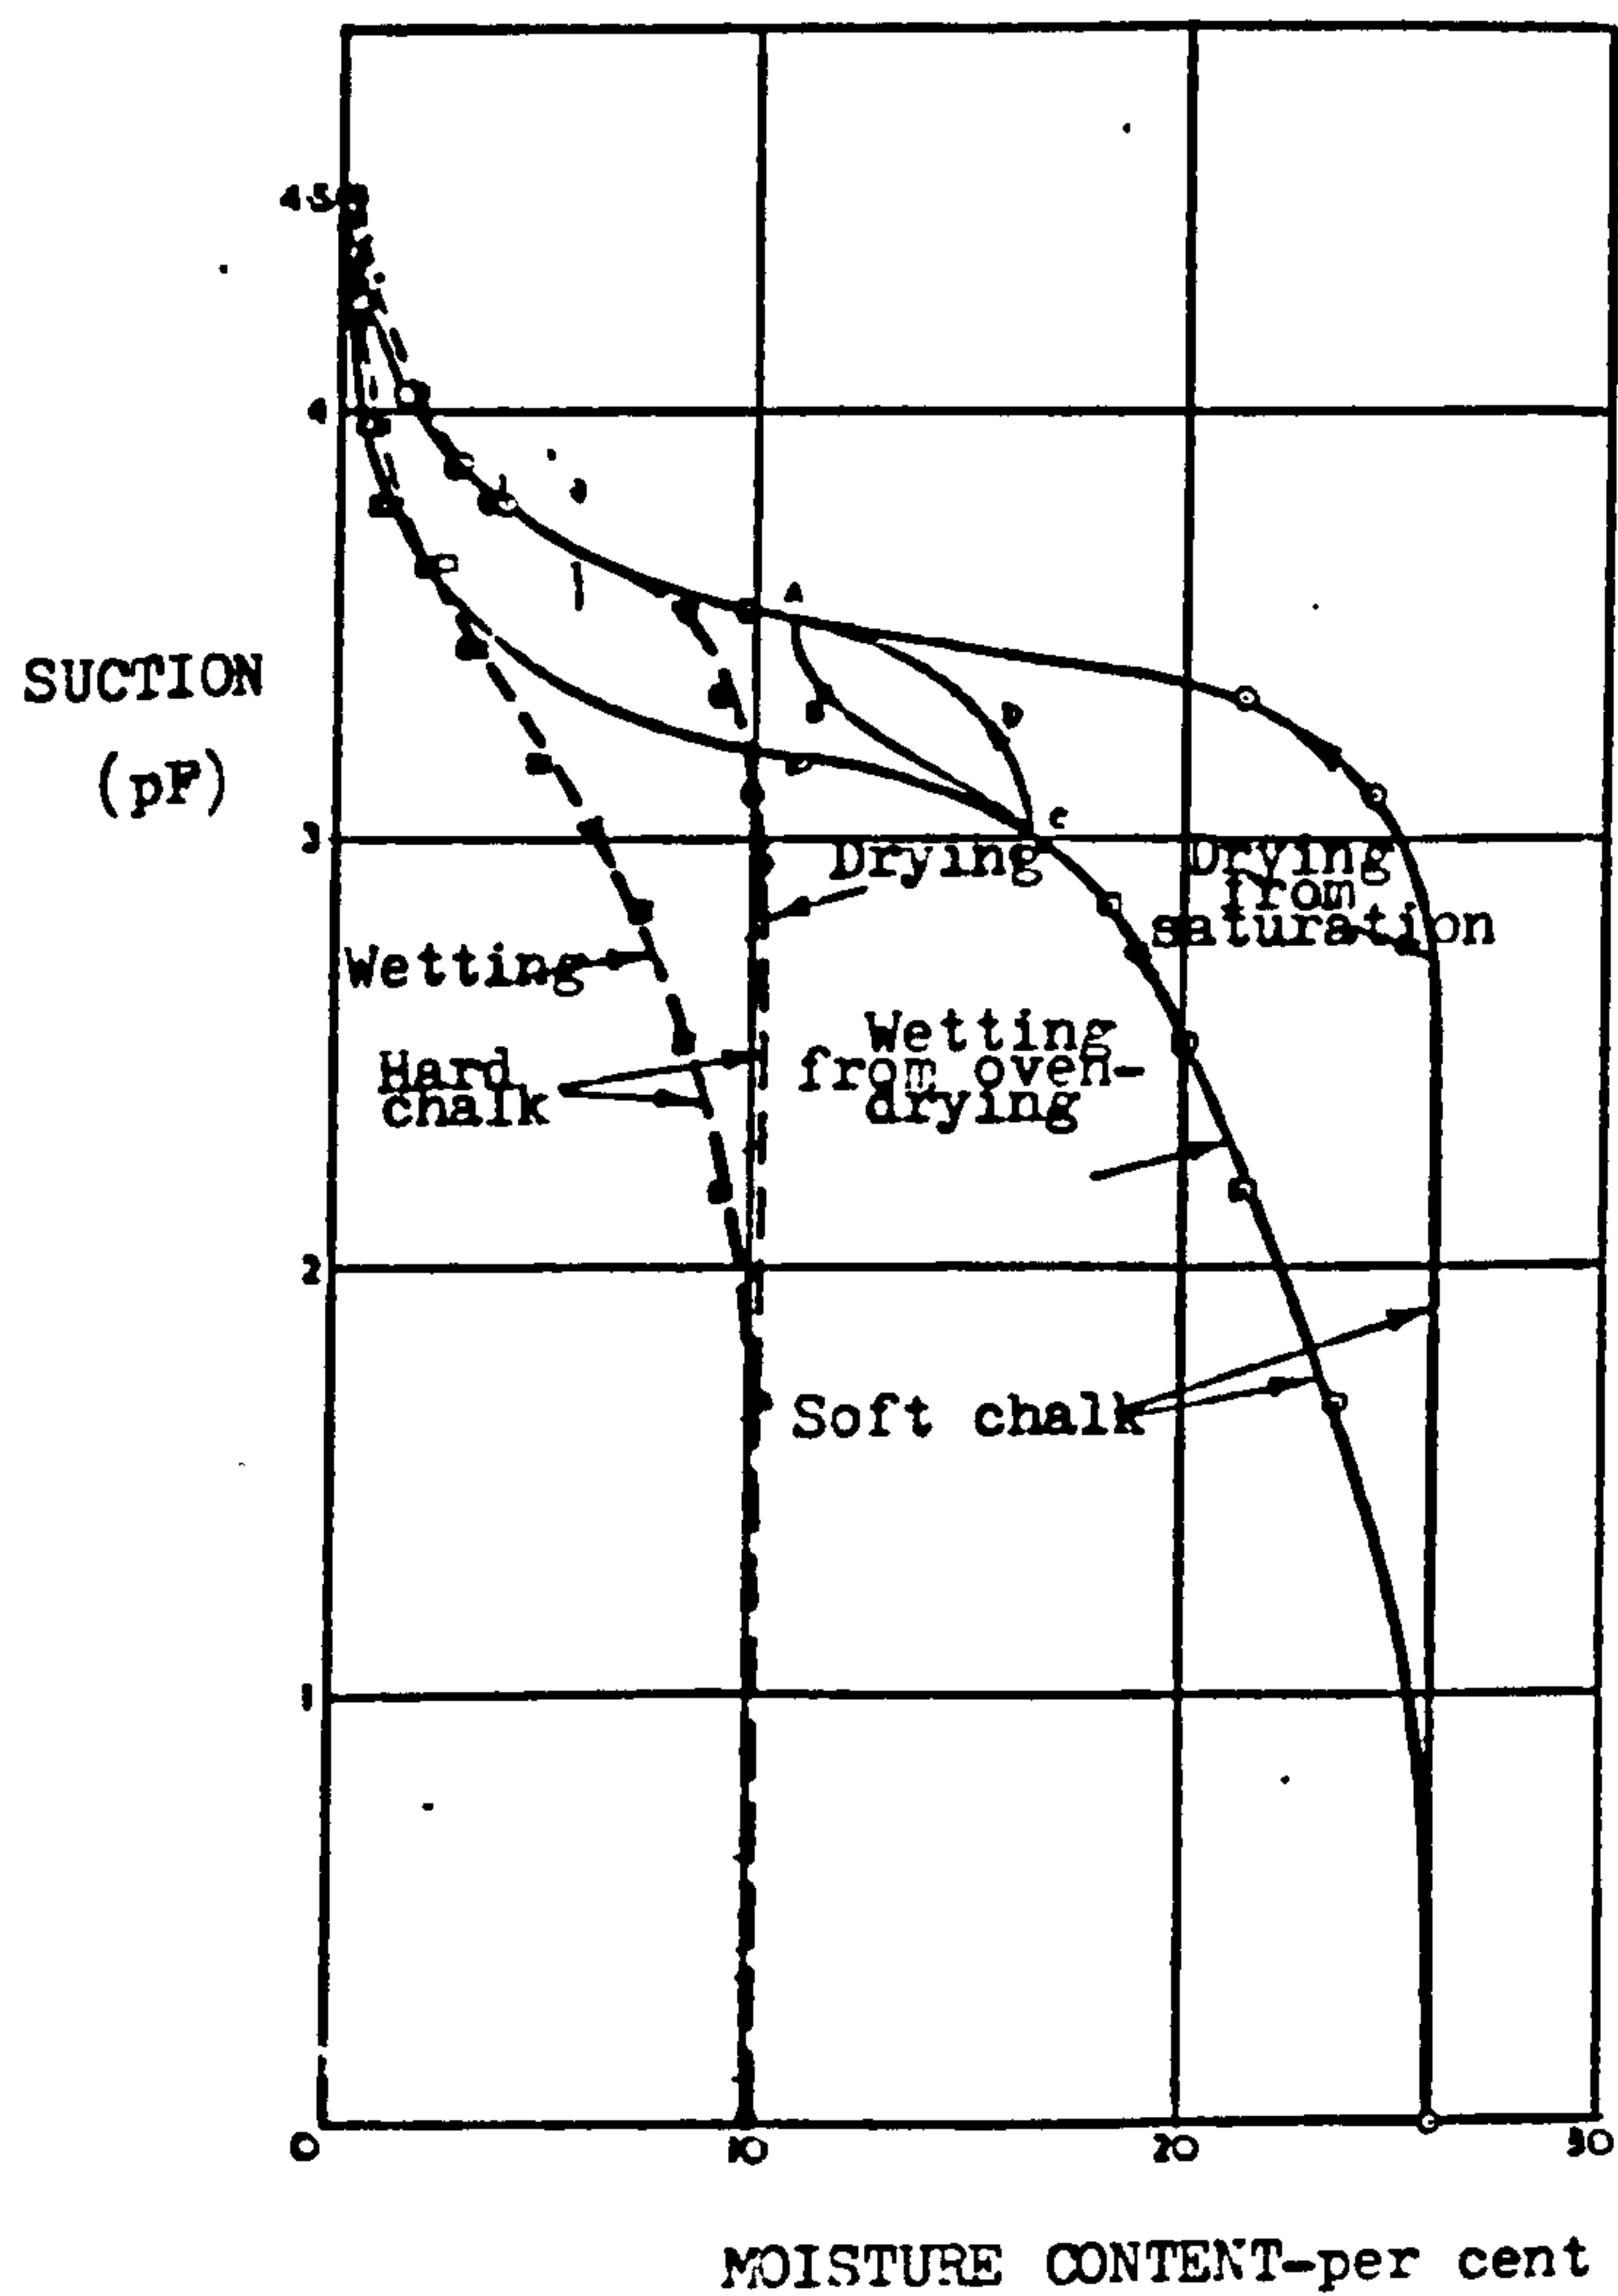 45
4
A
SUCTION
D
(pF)
B
C
3
Drying
Drying
from
saturation
Wetting
Wetting
from oven-
drying
Hard
chalk
2
Soft chalk
1
0
10
20
30
MOISTURE CONTENT-per cent